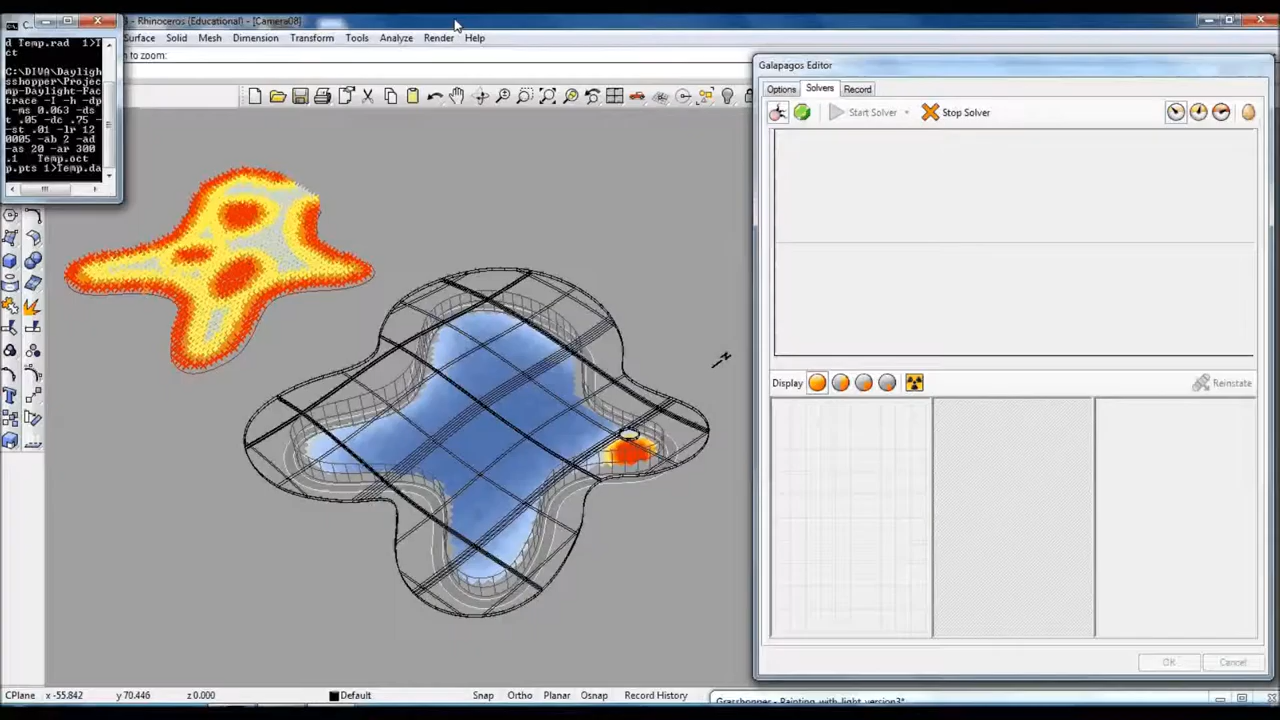 - Rhinoceros (Educational) - [Camera08]
Surface Solid Mesh Dimension Transform Tools Analyze Render Help
to zoom:
d Temp.rad 1>T
ct
C:\DIVA\Dayligh
sshopper\Projec
mp-Daylight-Fac
trace -I -h -dp
-ms 0.063 -ds
t .05 -dc .75 -
-st .01 -lr 12
0005 -ab 2 -ad
-as 20 -ar 300
.1 Temp.oct
p.pts 1>Temp.da
Galapagos Editor
Options Solvers Record
Start Solver Stop Solver
Display Reinstate
OK Cancel
N
CPlane x -55.842 y 70.446 z 0.000 Default Snap Ortho Planar Osnap Record History
Grasshopper - Painting_with_light_version3*